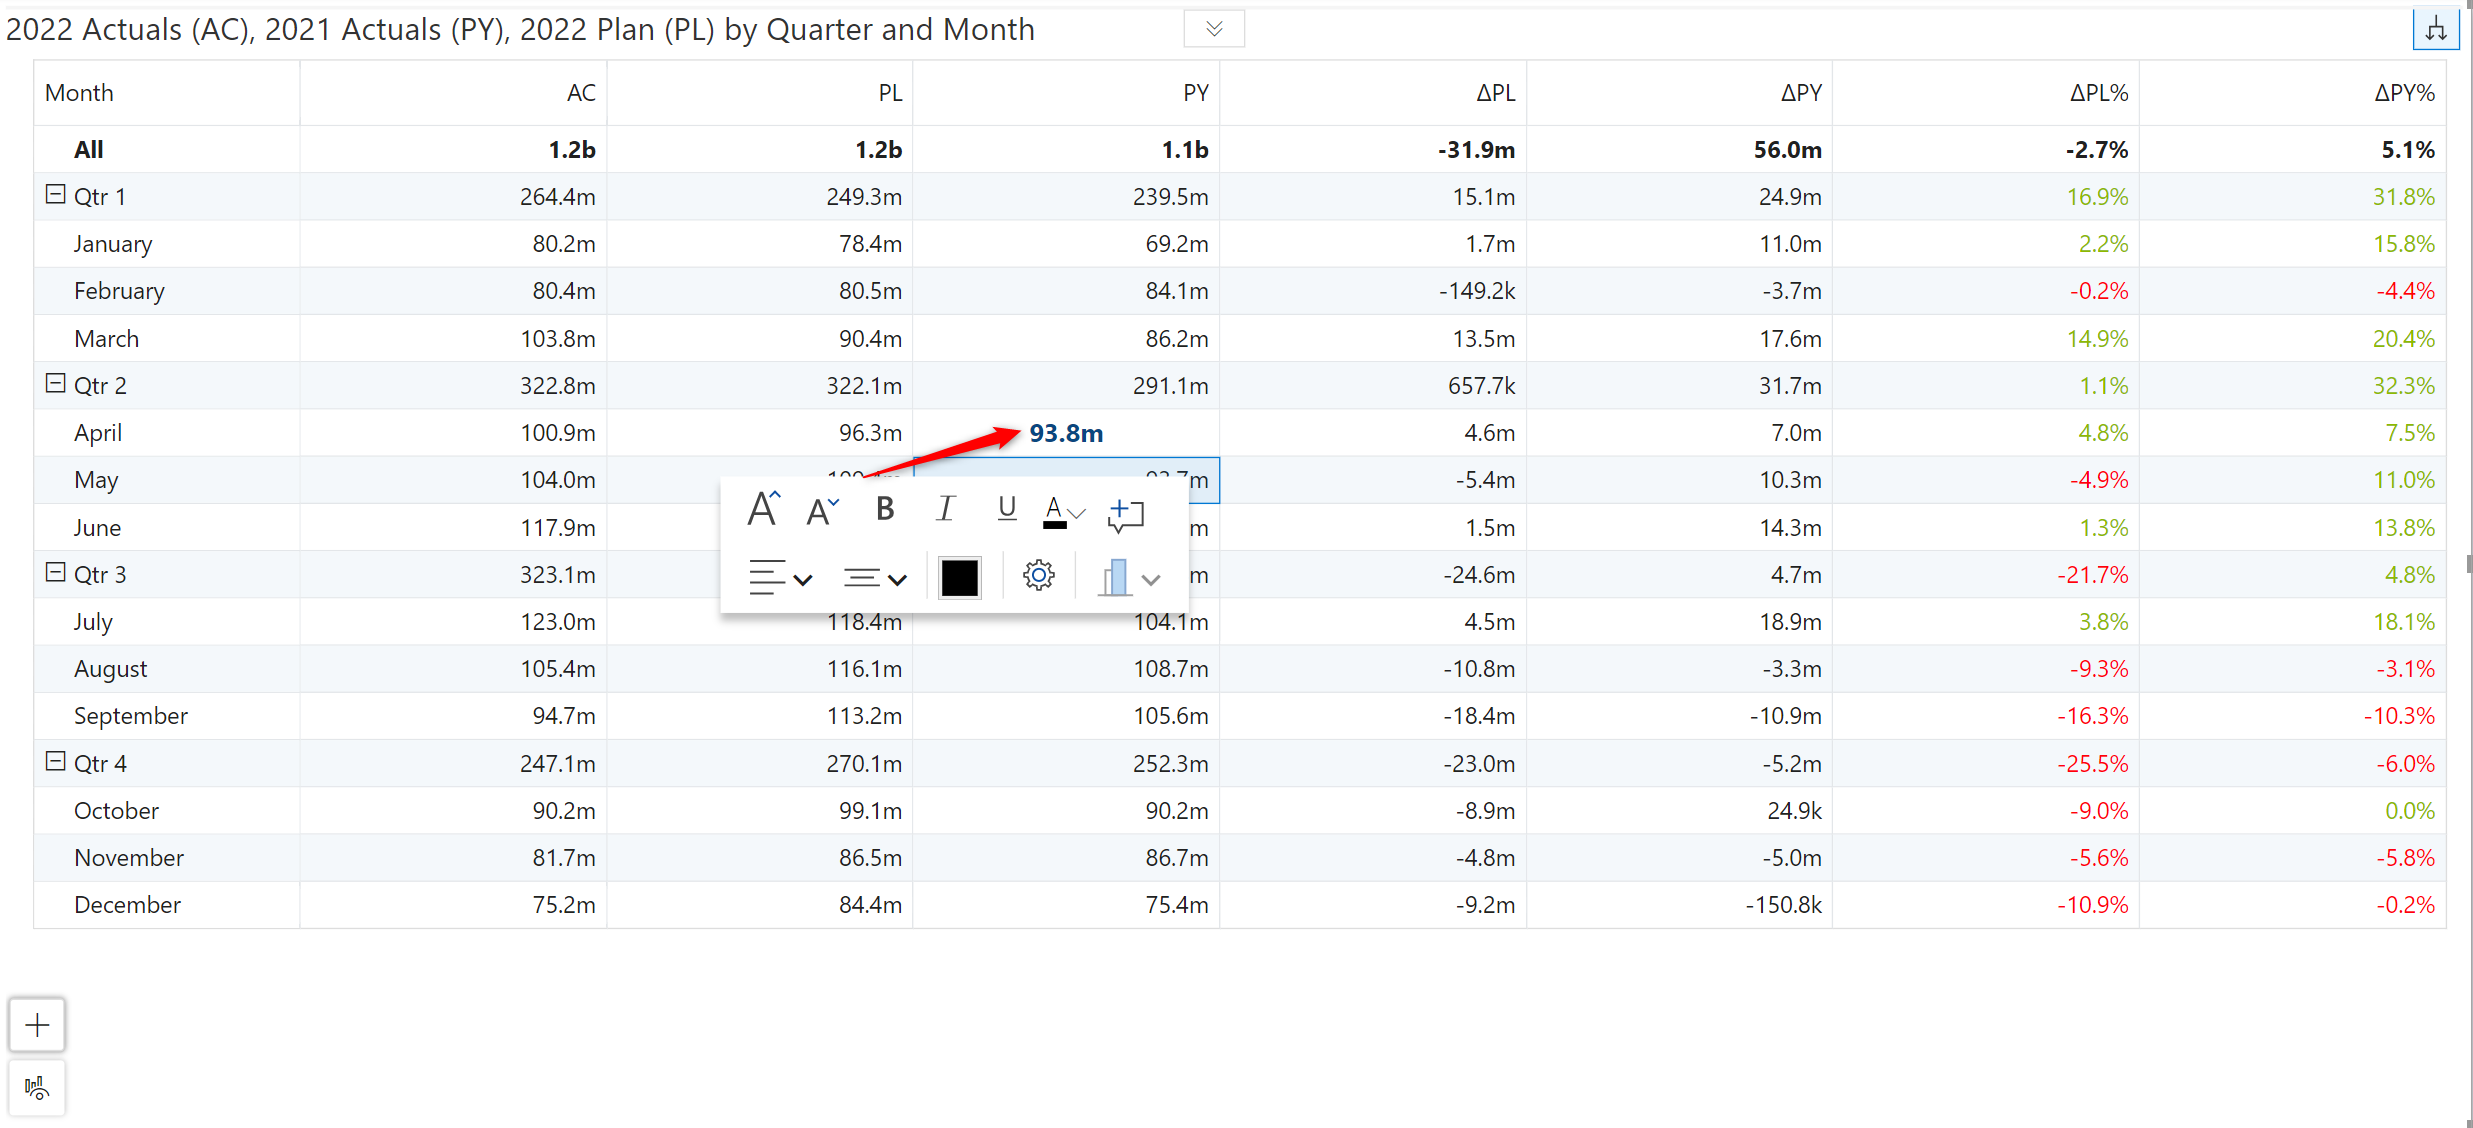 2022 Actuals (AC), 2021 Actuals (PY), 2022 Plan (PL) by Quarter and Month
Month AC PL PY ΔPL ΔPY ΔPL% ΔPY%
All 1.2b 1.2b 1.1b -31.9m 56.0m -2.7% 5.1%
Qtr 1 264.4m 249.3m 239.5m 15.1m 24.9m 16.9% 31.8%
January 80.2m 78.4m 69.2m 1.7m 11.0m 2.2% 15.8%
February 80.4m 80.5m 84.1m -149.2k -3.7m -0.2% -4.4%
March 103.8m 90.4m 86.2m 13.5m 17.6m 14.9% 20.4%
Qtr 2 322.8m 322.1m 291.1m 657.7k 31.7m 1.1% 32.3%
April 100.9m 96.3m 93.8m 4.6m 7.0m 4.8% 7.5%
May 104.0m -5.4m 10.3m -4.9% 11.0%
A A B I U A
June 117.9m m 1.5m 14.3m 1.3% 13.8%
Qtr 3 323.1m m -24.6m 4.7m -21.7% 4.8%
July 123.0m 118.4m 104.1m 4.5m 18.9m 3.8% 18.1%
August 105.4m 116.1m 108.7m -10.8m -3.3m -9.3% -3.1%
September 94.7m 113.2m 105.6m -18.4m -10.9m -16.3% -10.3%
Qtr 4 247.1m 270.1m 252.3m -23.0m -5.2m -25.5% -6.0%
October 90.2m 99.1m 90.2m -8.9m 24.9k -9.0% 0.0%
November 81.7m 86.5m 86.7m -4.8m -5.0m -5.6% -5.8%
December 75.2m 84.4m 75.4m -9.2m -150.8k -10.9% -0.2%